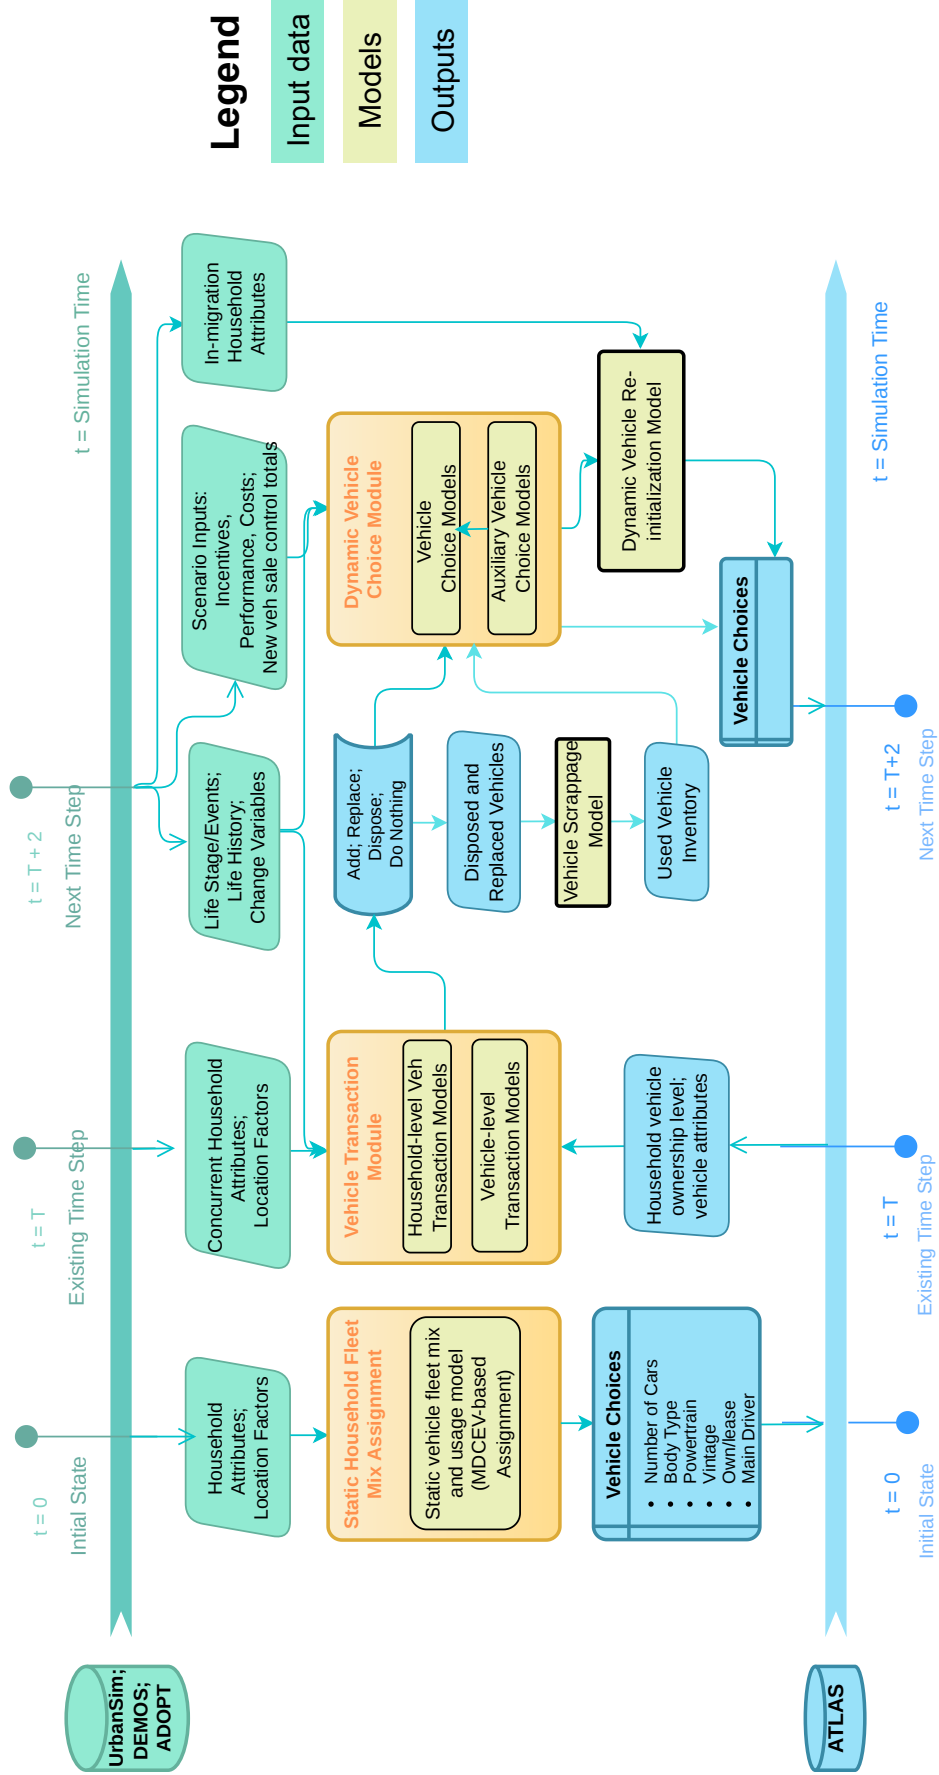 UrbanSim;
DEMOS;
ADOPT
t = 0
Intial State
t = T
Existing Time Step
t = T + 2
Next Time Step
t = Simulation Time
Legend
Input data
Models
Outputs
Household
Attributes;
Location Factors
Concurrent Household
Attributes;
Location Factors
Life Stage/Events;
Life History;
Change Variables
Scenario Inputs:
Incentives,
Performance, Costs;
New veh sale control totals
In-migration
Household
Attributes
Static Household Fleet
Mix Assignment
Static vehicle fleet mix
and usage model
(MDCEV-based
Assignment)
Vehicle Transaction
Module
Household-level Veh
Transaction Models
Vehicle-level
Transaction Models
Add; Replace;
Dispose;
Do Nothing
Disposed and
Replaced Vehicles
Vehicle Scrappage
Model
Used Vehicle
Inventory
Dynamic Vehicle
Choice Module
Vehicle
Choice Models
Auxiliary Vehicle
Choice Models
Dynamic Vehicle Re-
initialization Model
Vehicle Choices
• Number of Cars
• Body Type
• Powertrain
• Vintage
• Own/lease
• Main Driver
Household vehicle
ownership level;
vehicle attributes
Vehicle Choices
ATLAS
t = 0
Initial State
t = T
Existing Time Step
t = T+2
Next Time Step
t = Simulation Time